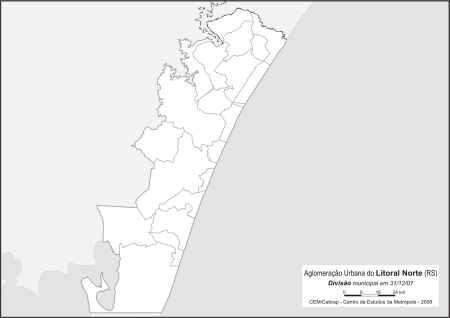 Aglomeração Urbana do Litoral Norte (RS)
Divisão municipal em 31/12/07
0 8 16 24 km
CEM/Cebrap - Centro de Estudos da Metrópole - 2008